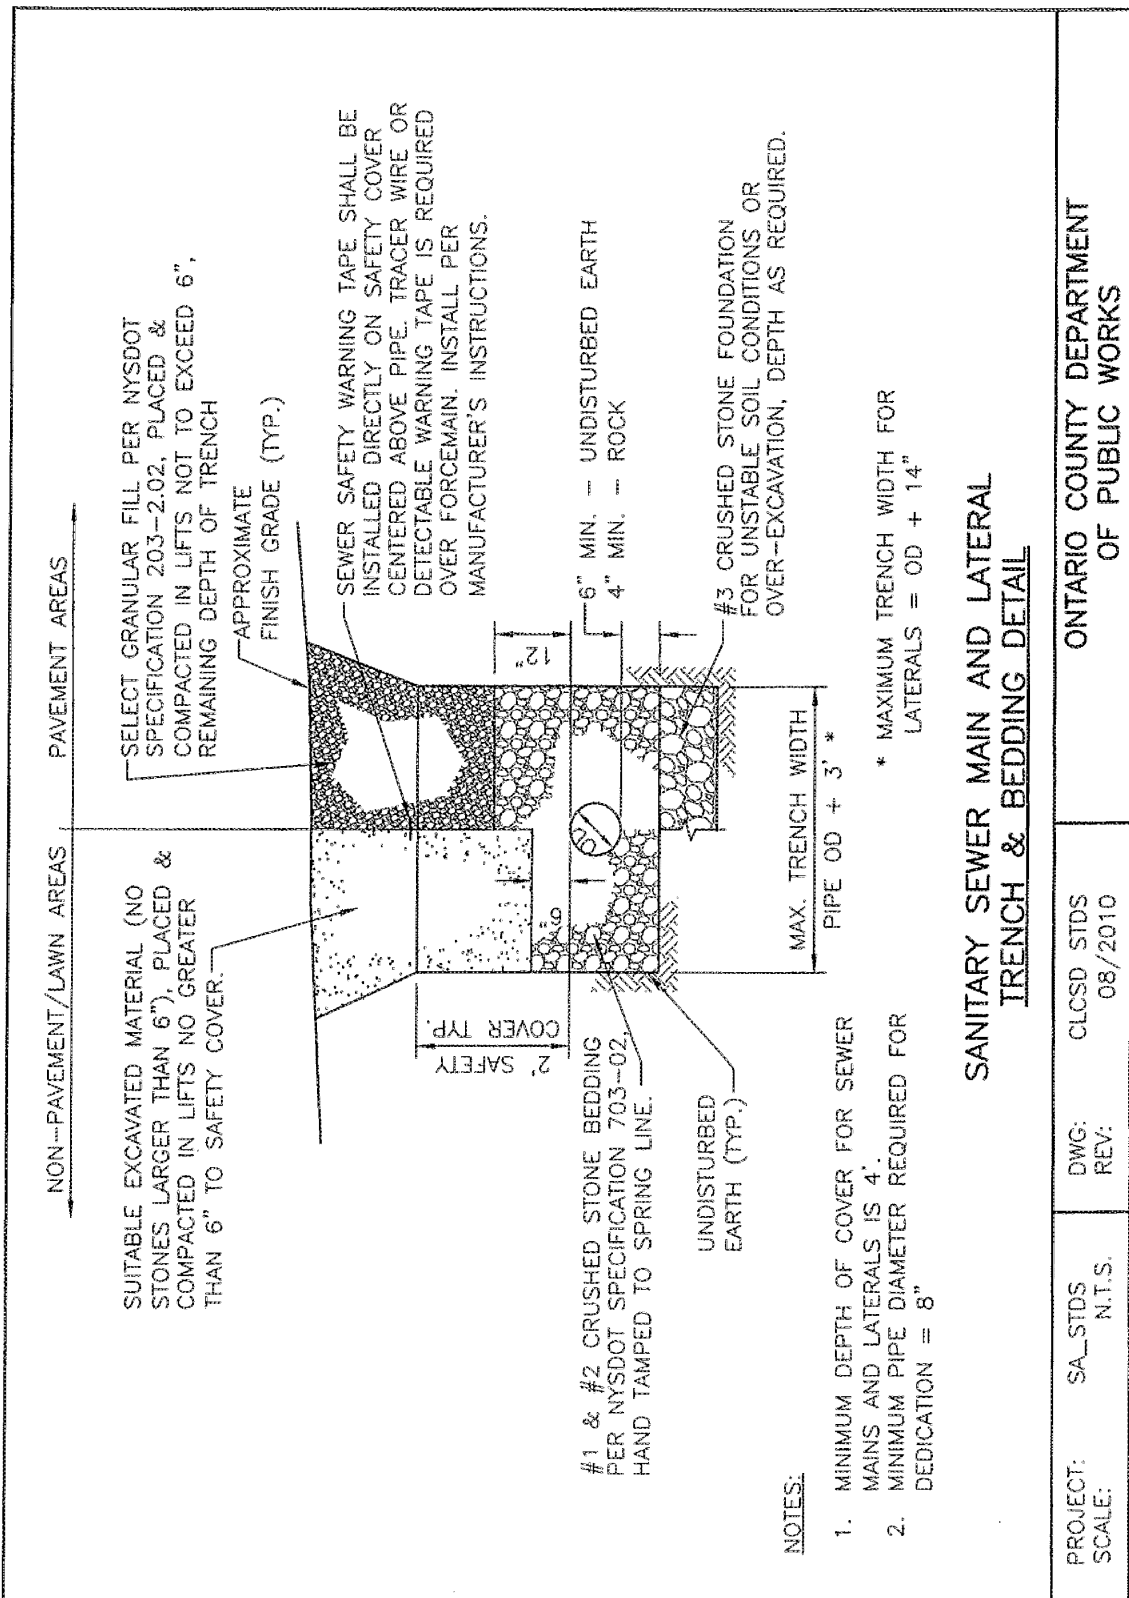 NON-PAVEMENT/LAWN AREAS
PAVEMENT AREAS
SUITABLE EXCAVATED MATERIAL (NO
STONES LARGER THAN 6"), PLACED &
COMPACTED IN LIFTS NO GREATER
THAN 6" TO SAFETY COVER.
SELECT GRANULAR FILL PER NYSDOT
SPECIFICATION 203-2.02, PLACED &
COMPACTED IN LIFTS NOT TO EXCEED 6",
REMAINING DEPTH OF TRENCH
APPROXIMATE
FINISH GRADE (TYP.)
SEWER SAFETY WARNING TAPE SHALL BE
INSTALLED DIRECTLY ON SAFETY COVER
CENTERED ABOVE PIPE. TRACER WIRE OR
DETECTABLE WARNING TAPE IS REQUIRED
OVER FORCEMAIN. INSTALL PER
MANUFACTURER'S INSTRUCTIONS.
2' SAFETY
COVER TYP.
6"
12"
OD
#1 & #2 CRUSHED STONE BEDDING
PER NYSDOT SPECIFICATION 703-02,
HAND TAMPED TO SPRING LINE.
6" MIN. - UNDISTURBED EARTH
4" MIN. - ROCK
UNDISTURBED
EARTH (TYP.)
#3 CRUSHED STONE FOUNDATION
FOR UNSTABLE SOIL CONDITIONS OR
OVER-EXCAVATION, DEPTH AS REQUIRED.
MAX. TRENCH WIDTH
PIPE OD + 3' *
* MAXIMUM TRENCH WIDTH FOR
LATERALS = OD + 14"
NOTES:
1. MINIMUM DEPTH OF COVER FOR SEWER
MAINS AND LATERALS IS 4'.
2. MINIMUM PIPE DIAMETER REQUIRED FOR
DEDICATION = 8"
SANITARY SEWER MAIN AND LATERAL
TRENCH & BEDDING DETAIL
PROJECT: SA_STDS
SCALE: N.T.S.
DWG: CLCSD STDS
REV: 08/2010
ONTARIO COUNTY DEPARTMENT
OF PUBLIC WORKS